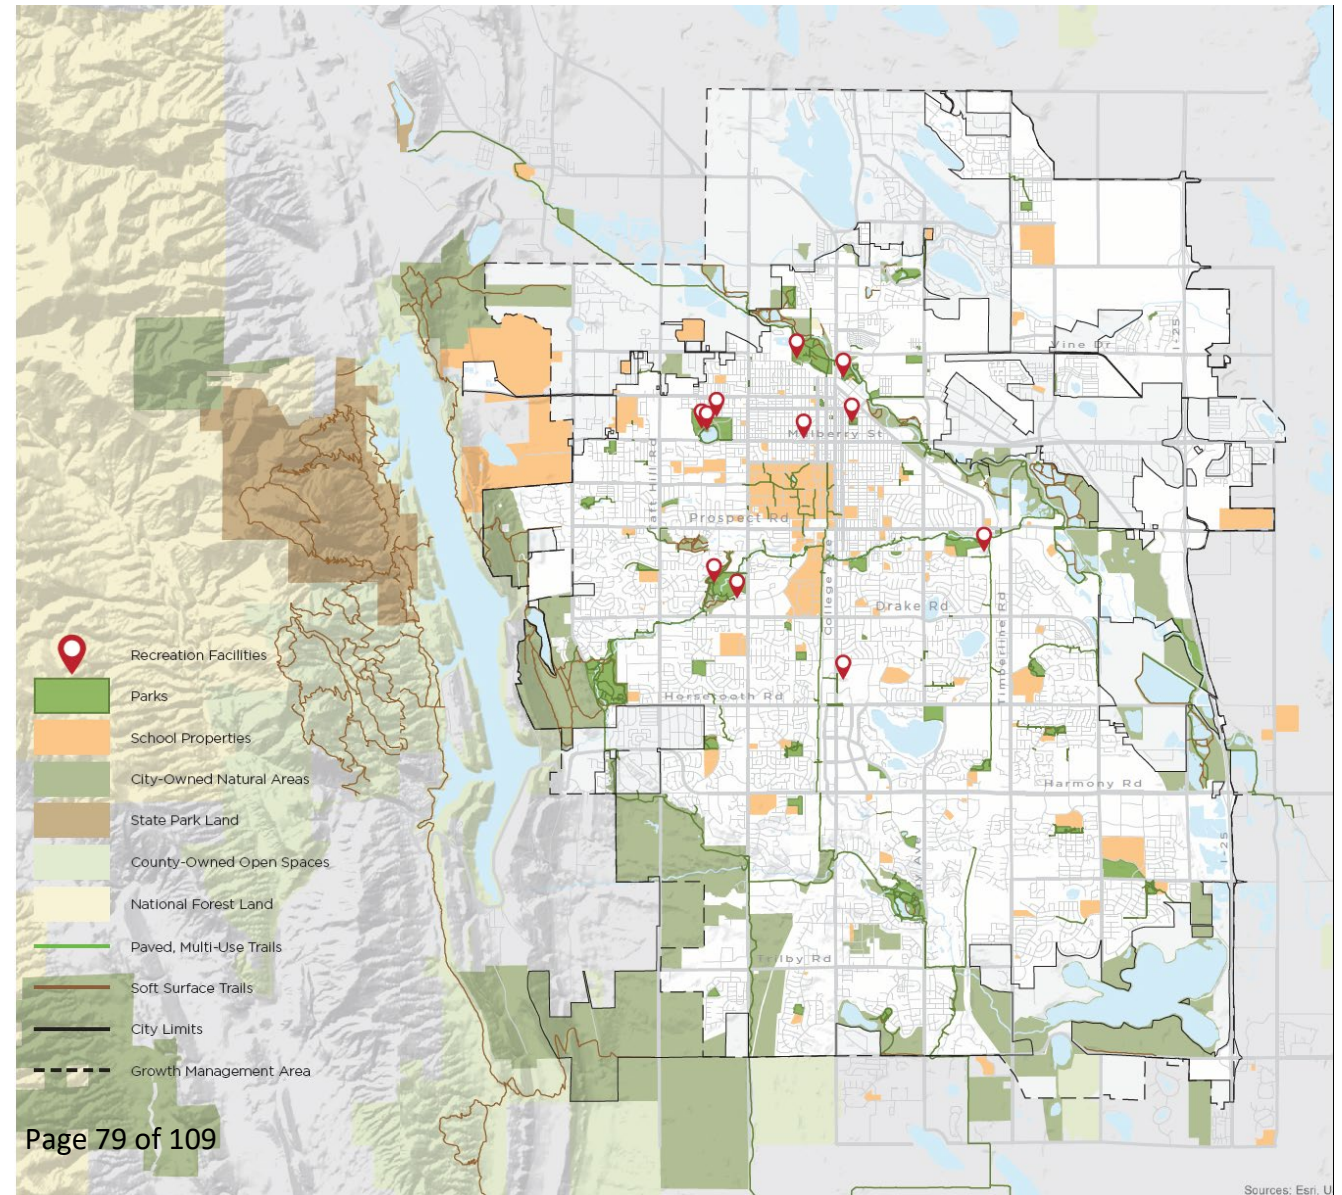 Vine Dr
I-25
Mulberry St
Taft Hill Rd
Prospect Rd
College Ave
Drake Rd
Timberline Rd
Recreation Facilities
Parks
Horsetooth Rd
School Properties
City-Owned Natural Areas
Harmony Rd
State Park Land
I-25
County-Owned Open Spaces
National Forest Land
Paved, Multi-Use Trails
Trilby Rd
Soft Surface Trails
City Limits
Growth Management Area
Page 79 of 109
Sources: Esri, U